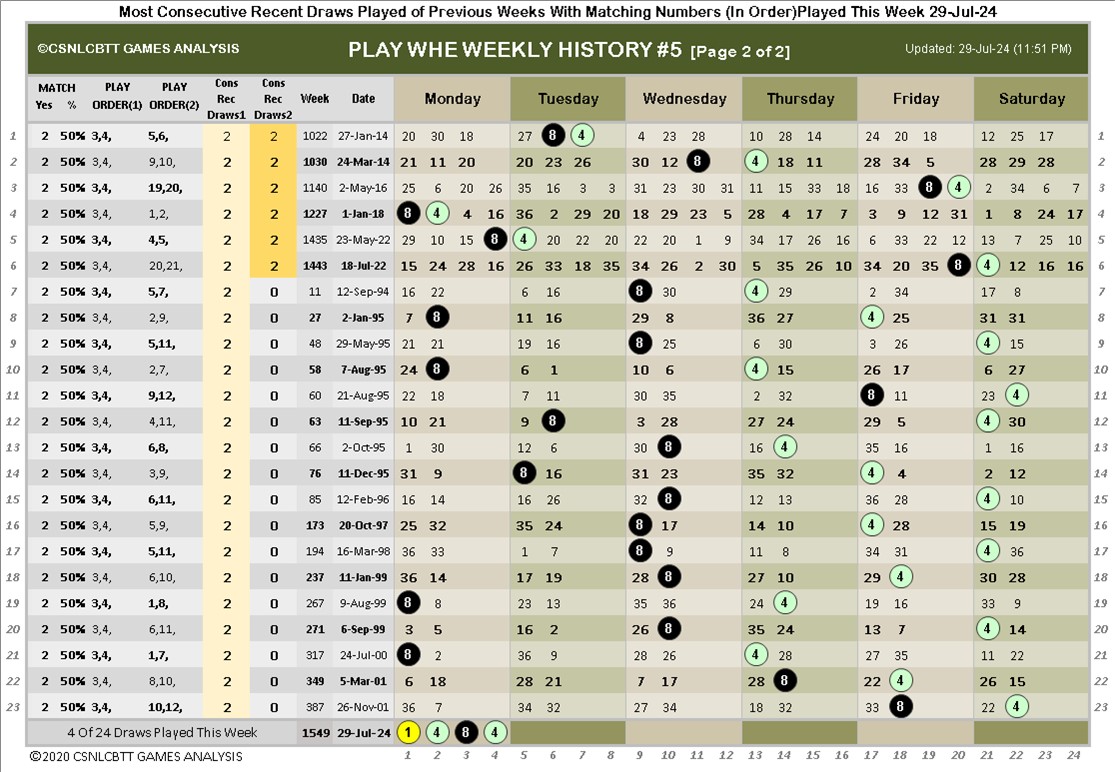 Most Consecutive Recent Draws Played of Previous Weeks With Matching Numbers (In Order)Played This Week 29-Jul-24
©CSNLCBTT GAMES ANALYSIS PLAY WHE WEEKLY HISTORY #5 [Page 2 of 2] Updated: 29-Jul-24 (11:51 PM)
MATCH PLAY PLAY Cons Cons
Yes % ORDER(1) ORDER(2) Rec Rec Week Date Monday Tuesday Wednesday Thursday Friday Saturday
Draws1 Draws2
1 2 50% 3,4, 5,6, 2 2 1022 27-Jan-14 20 30 18 27 8 4 4 23 28 10 28 14 24 20 18 12 25 17 1
2 2 50% 3,4, 9,10, 2 2 1030 24-Mar-14 21 11 20 20 23 26 30 12 8 4 18 11 28 34 5 28 29 28 2
3 2 50% 3,4, 19,20, 2 2 1140 2-May-16 25 6 20 26 35 16 3 3 31 23 30 31 11 15 33 18 16 33 8 4 2 34 6 7 3
4 2 50% 3,4, 1,2, 2 2 1227 1-Jan-18 8 4 4 16 36 2 29 20 18 29 23 5 28 4 17 7 3 9 12 31 1 8 24 17 4
5 2 50% 3,4, 4,5, 2 2 1435 23-May-22 29 10 15 8 4 20 22 20 22 20 1 9 34 17 26 16 6 33 22 12 13 7 25 10 5
6 2 50% 3,4, 20,21, 2 2 1443 18-Jul-22 15 24 28 16 26 33 18 35 34 26 2 30 5 35 26 10 34 20 35 8 4 12 16 16 6
7 2 50% 3,4, 5,7, 2 0 11 12-Sep-94 16 22 6 16 8 30 4 29 2 34 17 8 7
8 2 50% 3,4, 2,9, 2 0 27 2-Jan-95 7 8 11 16 29 8 36 27 4 25 31 31 8
9 2 50% 3,4, 5,11, 2 0 48 29-May-95 21 21 19 16 8 25 6 30 3 26 4 15 9
10 2 50% 3,4, 2,7, 2 0 58 7-Aug-95 24 8 6 1 10 6 4 15 26 17 6 27 10
11 2 50% 3,4, 9,12, 2 0 60 21-Aug-95 22 18 7 11 30 35 2 32 8 11 23 4 11
12 2 50% 3,4, 4,11, 2 0 63 11-Sep-95 10 21 9 8 3 28 27 24 29 5 4 30 12
13 2 50% 3,4, 6,8, 2 0 66 2-Oct-95 1 30 12 6 30 8 16 4 35 16 1 16 13
14 2 50% 3,4, 3,9, 2 0 76 11-Dec-95 31 9 8 16 31 23 35 32 4 4 2 12 14
15 2 50% 3,4, 6,11, 2 0 85 12-Feb-96 16 14 16 26 32 8 12 13 36 28 4 10 15
16 2 50% 3,4, 5,9, 2 0 173 20-Oct-97 25 32 35 24 8 17 14 10 4 28 15 19 16
17 2 50% 3,4, 5,11, 2 0 194 16-Mar-98 36 33 1 7 8 9 11 8 34 31 4 36 17
18 2 50% 3,4, 6,10, 2 0 237 11-Jan-99 36 14 17 19 28 8 27 10 29 4 30 28 18
19 2 50% 3,4, 1,8, 2 0 267 9-Aug-99 8 8 23 13 35 36 24 4 19 16 33 9 19
20 2 50% 3,4, 6,11, 2 0 271 6-Sep-99 3 5 16 2 26 8 35 24 13 7 4 14 20
21 2 50% 3,4, 1,7, 2 0 317 24-Jul-00 8 2 36 9 28 26 4 28 27 35 11 22 21
22 2 50% 3,4, 8,10, 2 0 349 5-Mar-01 6 18 28 21 7 17 28 8 22 4 26 15 22
23 2 50% 3,4, 10,12, 2 0 387 26-Nov-01 36 7 34 32 27 34 18 32 33 8 22 4 23
4 Of 24 Draws Played This Week 1549 29-Jul-24 1 4 8 4
©2020 CSNLCBTT GAMES ANALYSIS 1 2 3 4 5 6 7 8 9 10 11 12 13 14 15 16 17 18 19 20 21 22 23 24